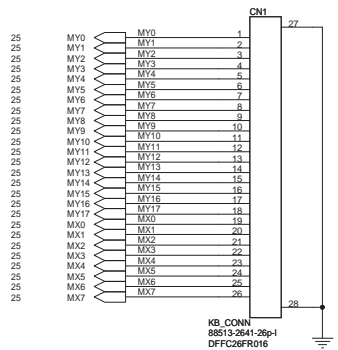 CN1
27
25 MY0 MY0 1
25 MY1 MY1 2
25 MY2 MY2 3
25 MY3 MY3 4
25 MY4 MY4 5
25 MY5 MY5 6
25 MY6 MY6 7
25 MY7 MY7 8
25 MY8 MY8 9
25 MY9 MY9 10
25 MY10 MY10 11
25 MY11 MY11 12
25 MY12 MY12 13
25 MY13 MY13 14
25 MY14 MY14 15
25 MY15 MY15 16
25 MY16 MY16 17
25 MY17 MY17 18
25 MX0 MX0 19
25 MX1 MX1 20
25 MX2 MX2 21
25 MX3 MX3 22
25 MX4 MX4 23
25 MX5 MX5 24
25 MX6 MX6 25
25 MX7 MX7 26
28
KB_CONN
88513-2641-26p-l
DFFC26FR016